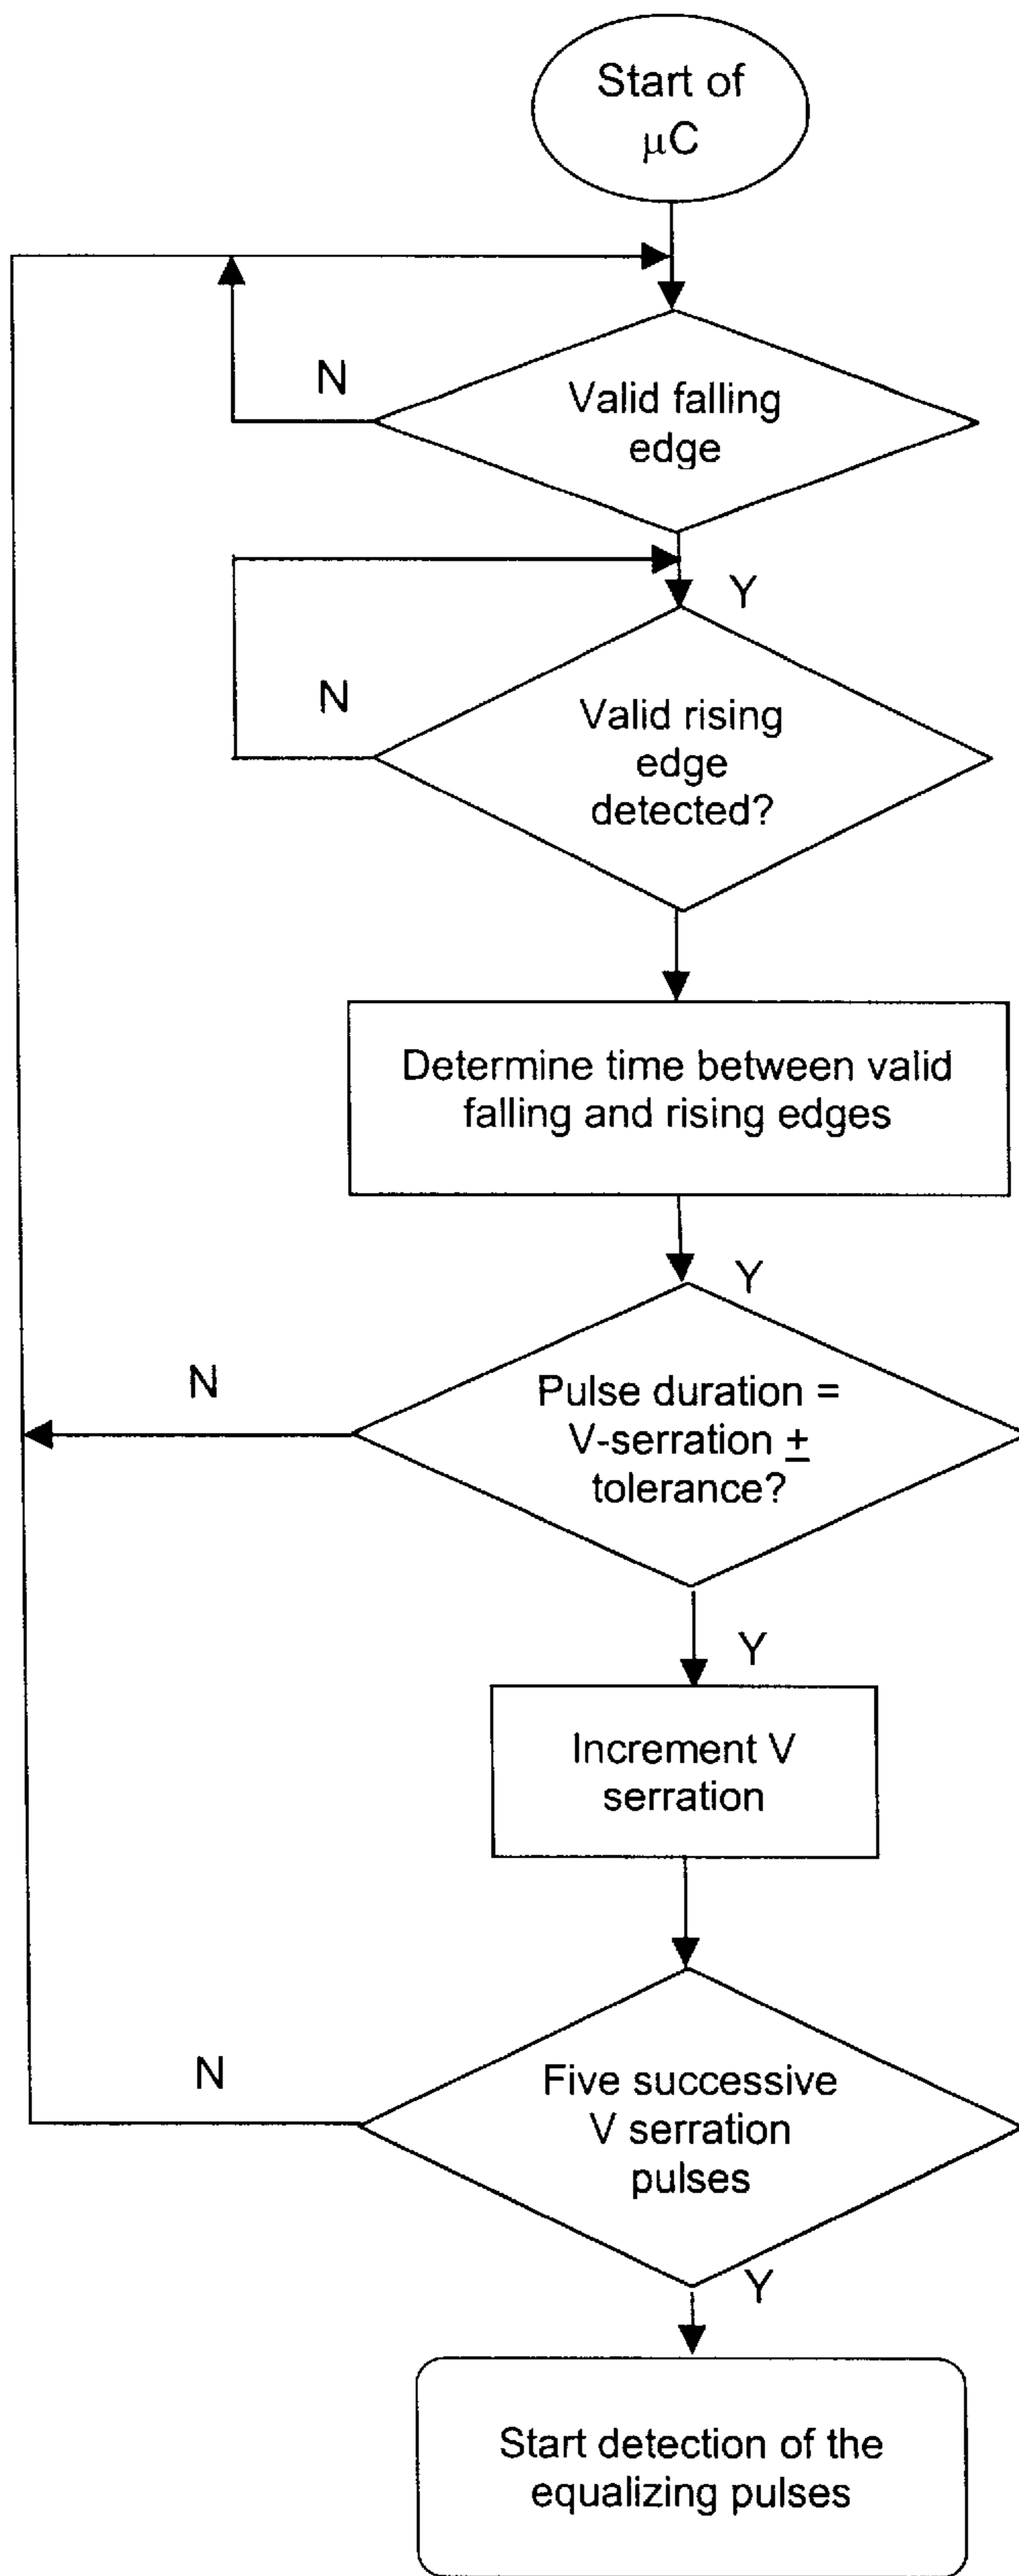 Start of
μC
N
Valid falling
edge
Y
N
Valid rising
edge
detected?
Determine time between valid
falling and rising edges
Y
N
Pulse duration =
V-serration ±
tolerance?
Y
Increment V
serration
N
Five successive
V serration
pulses
Y
Start detection of the
equalizing pulses